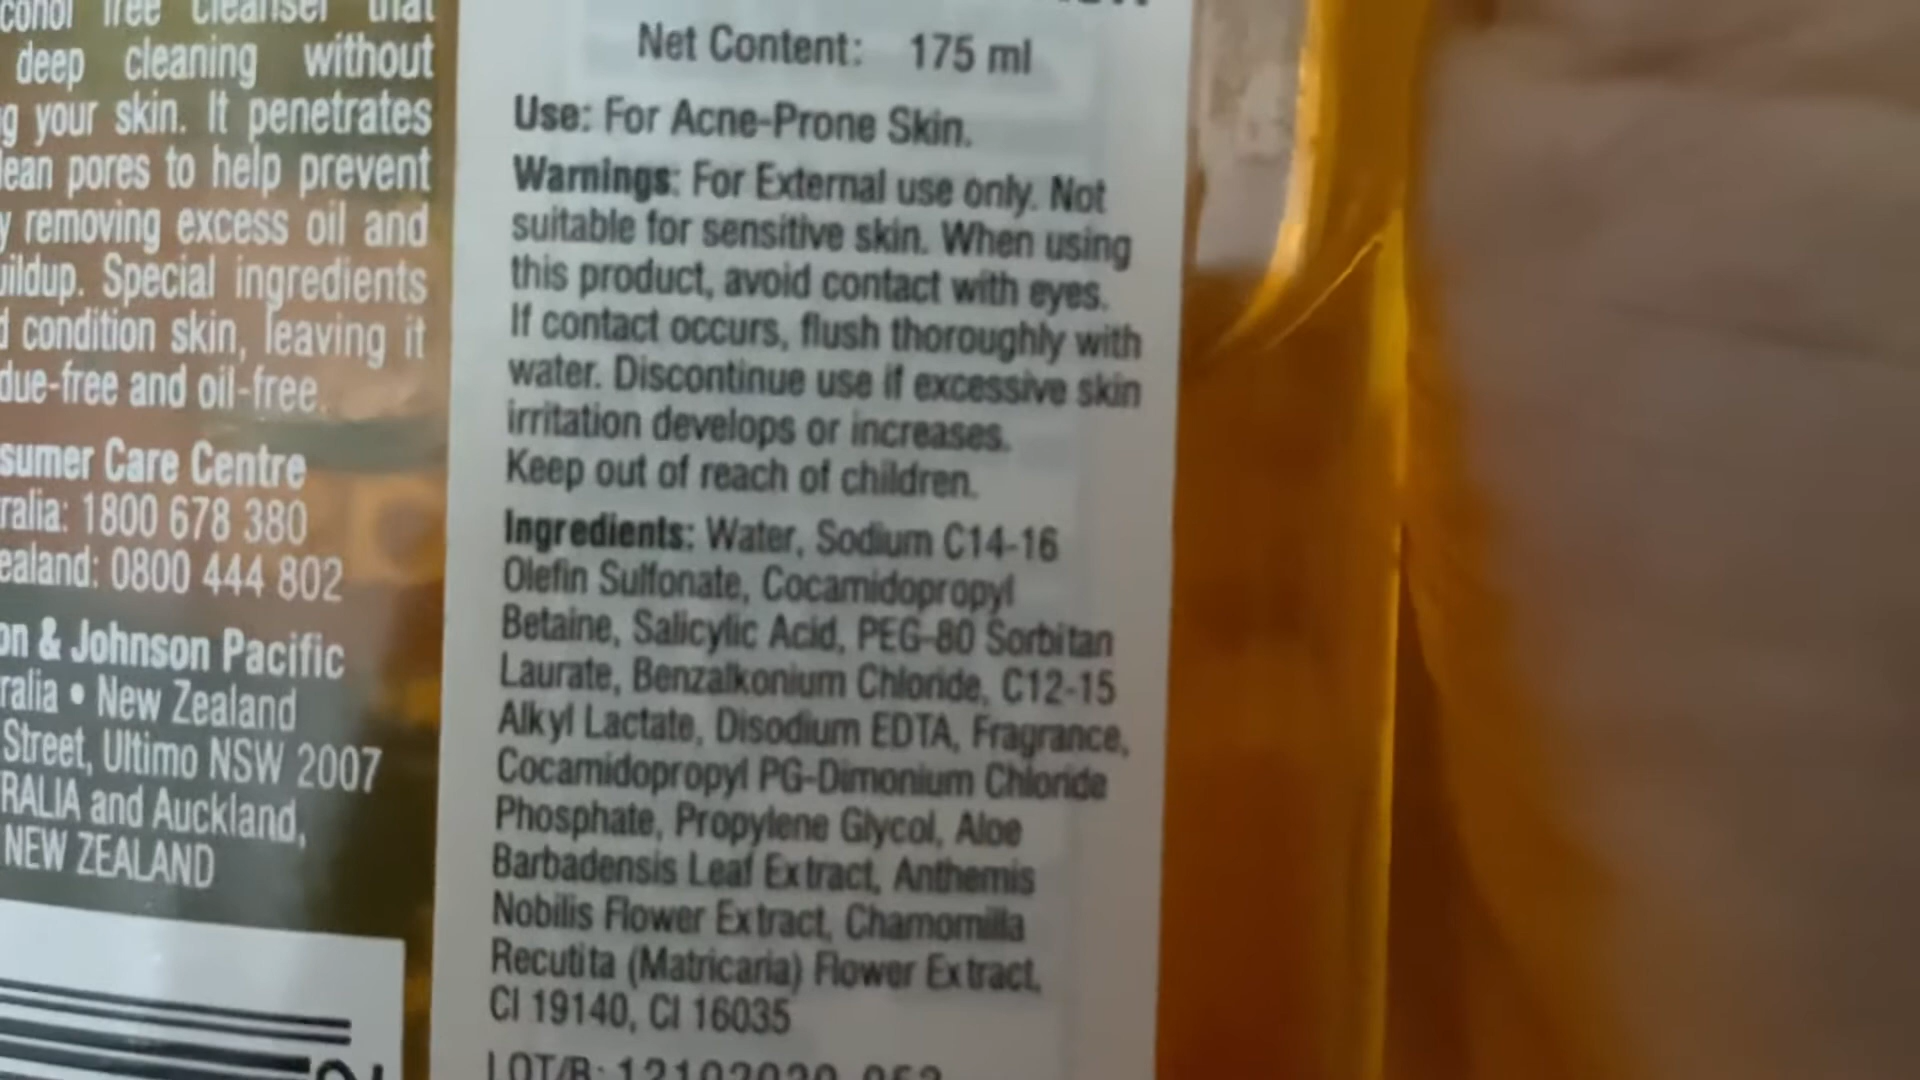 free cleanser that
deep cleaning without
your skin. It penetrates
pores to help prevent
removing excess oil and
Special ingredients
condition skin, leaving it
and oil-free.
Care Centre
1800 678 380
0800 444 802
& Johnson Pacific
• New Zealand
Street, Ultimo NSW 2007
and Auckland,
NEW ZEALAND
Net Content: 175 ml
Use: For Acne-Prone Skin.
Warnings: For External use only. Not
suitable for sensitive skin. When using
this product, avoid contact with eyes.
If contact occurs, flush thoroughly with
water. Discontinue use if excessive skin
irritation develops or increases.
Keep out of reach of children.
Ingredients: Water, Sodium C14-16
Olefin Sulfonate, Cocamidopropyl
Betaine, Salicylic Acid, PEG-80 Sorbitan
Laurate, Benzalkonium Chloride, C12-15
Alkyl Lactate, Disodium EDTA, Fragrance,
Cocamidopropyl PG-Dimonium Chloride
Phosphate, Propylene Glycol, Aloe
Barbadensis Leaf Extract, Anthemis
Nobilis Flower Extract, Chamomilla
Recutita (Matricaria) Flower Extract,
CI 19140, CI 16035
LOT/B: